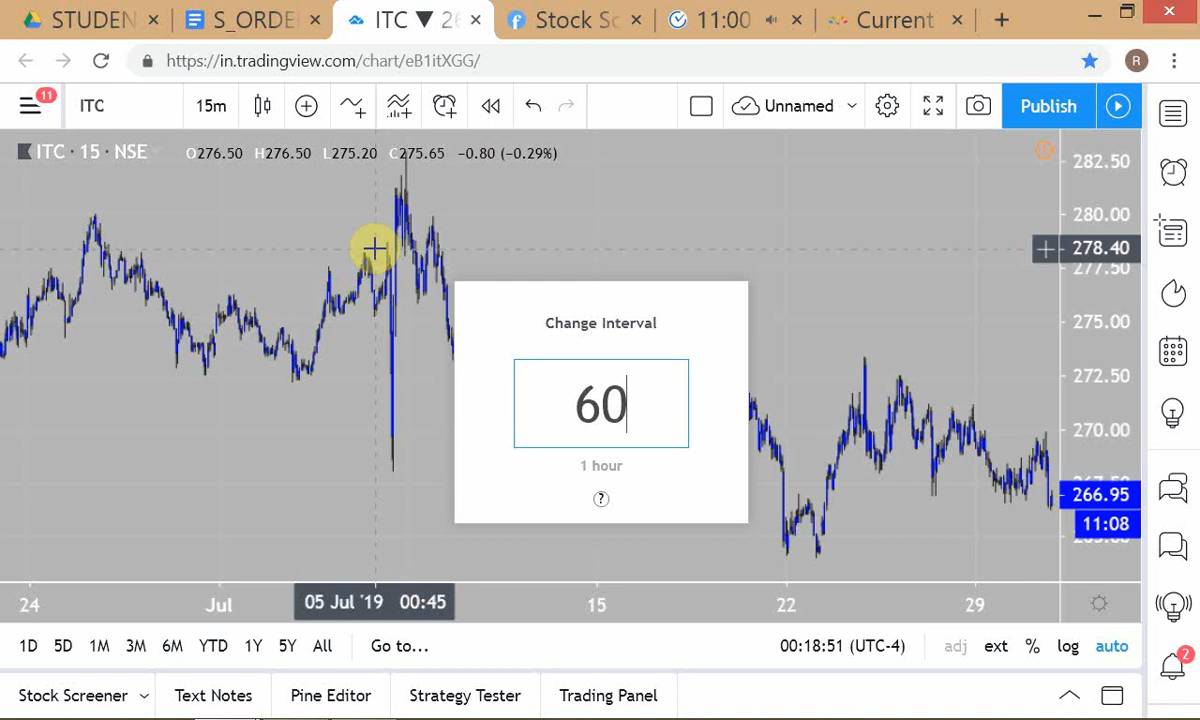 STUDEN
S_ORDE
ITC ▼ 26
Stock Sc
11:00
Current
https://in.tradingview.com/chart/eB1itXGG/
R
11
ITC
15m
Unnamed
Publish
ITC · 15 · NSE
O276.50 H276.50 L275.20 C275.65 −0.80 (−0.29%)
282.50
280.00
278.40
277.50
275.00
272.50
270.00
266.95
11:08
Change Interval
60
1 hour
?
24
Jul
05 Jul '19 00:45
15
22
29
1D 5D 1M 3M 6M YTD 1Y 5Y All Go to... 00:18:51 (UTC-4) adj ext % log auto
2
Stock Screener Text Notes Pine Editor Strategy Tester Trading Panel